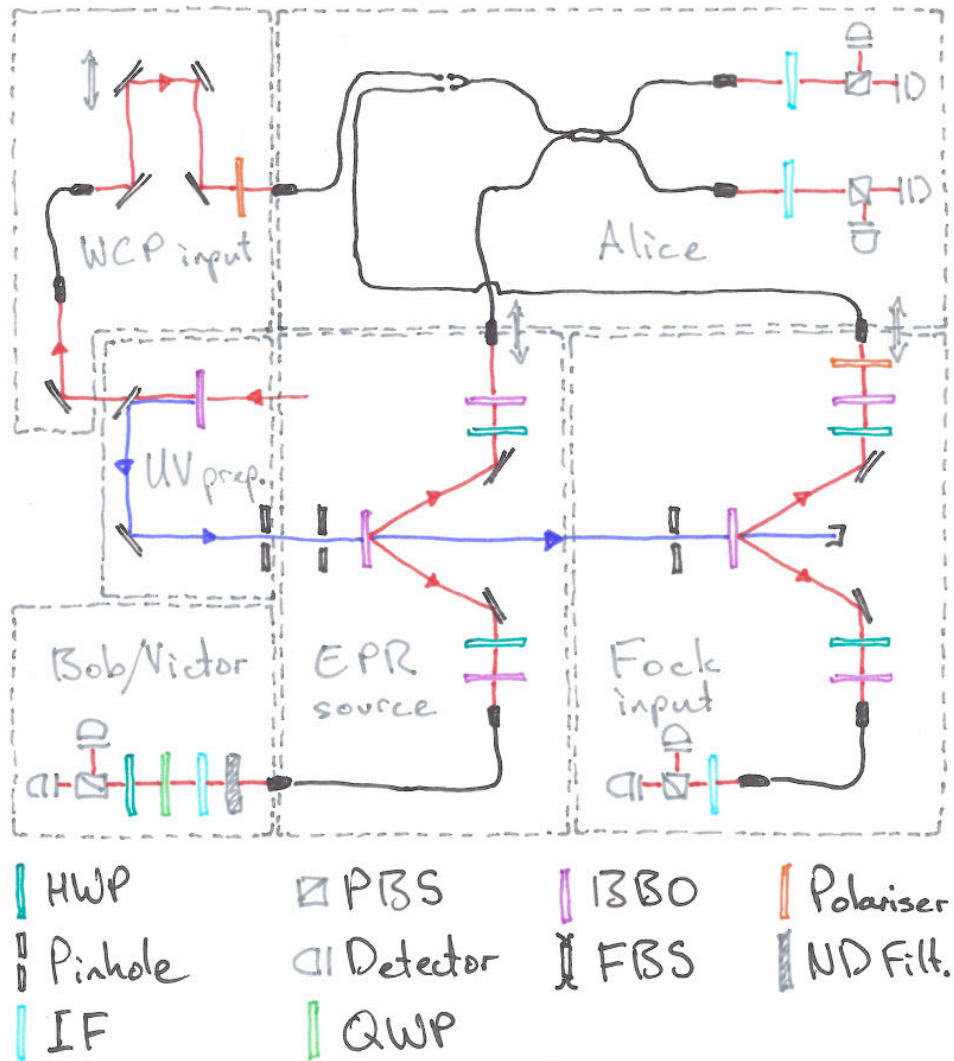 WCP input
Alice
UV prep.
Bob/Victor
EPR
source
Fock
input
HWP
PBS
BBO
Polariser
Pinhole
Detector
FBS
ND Filt.
IF
QWP